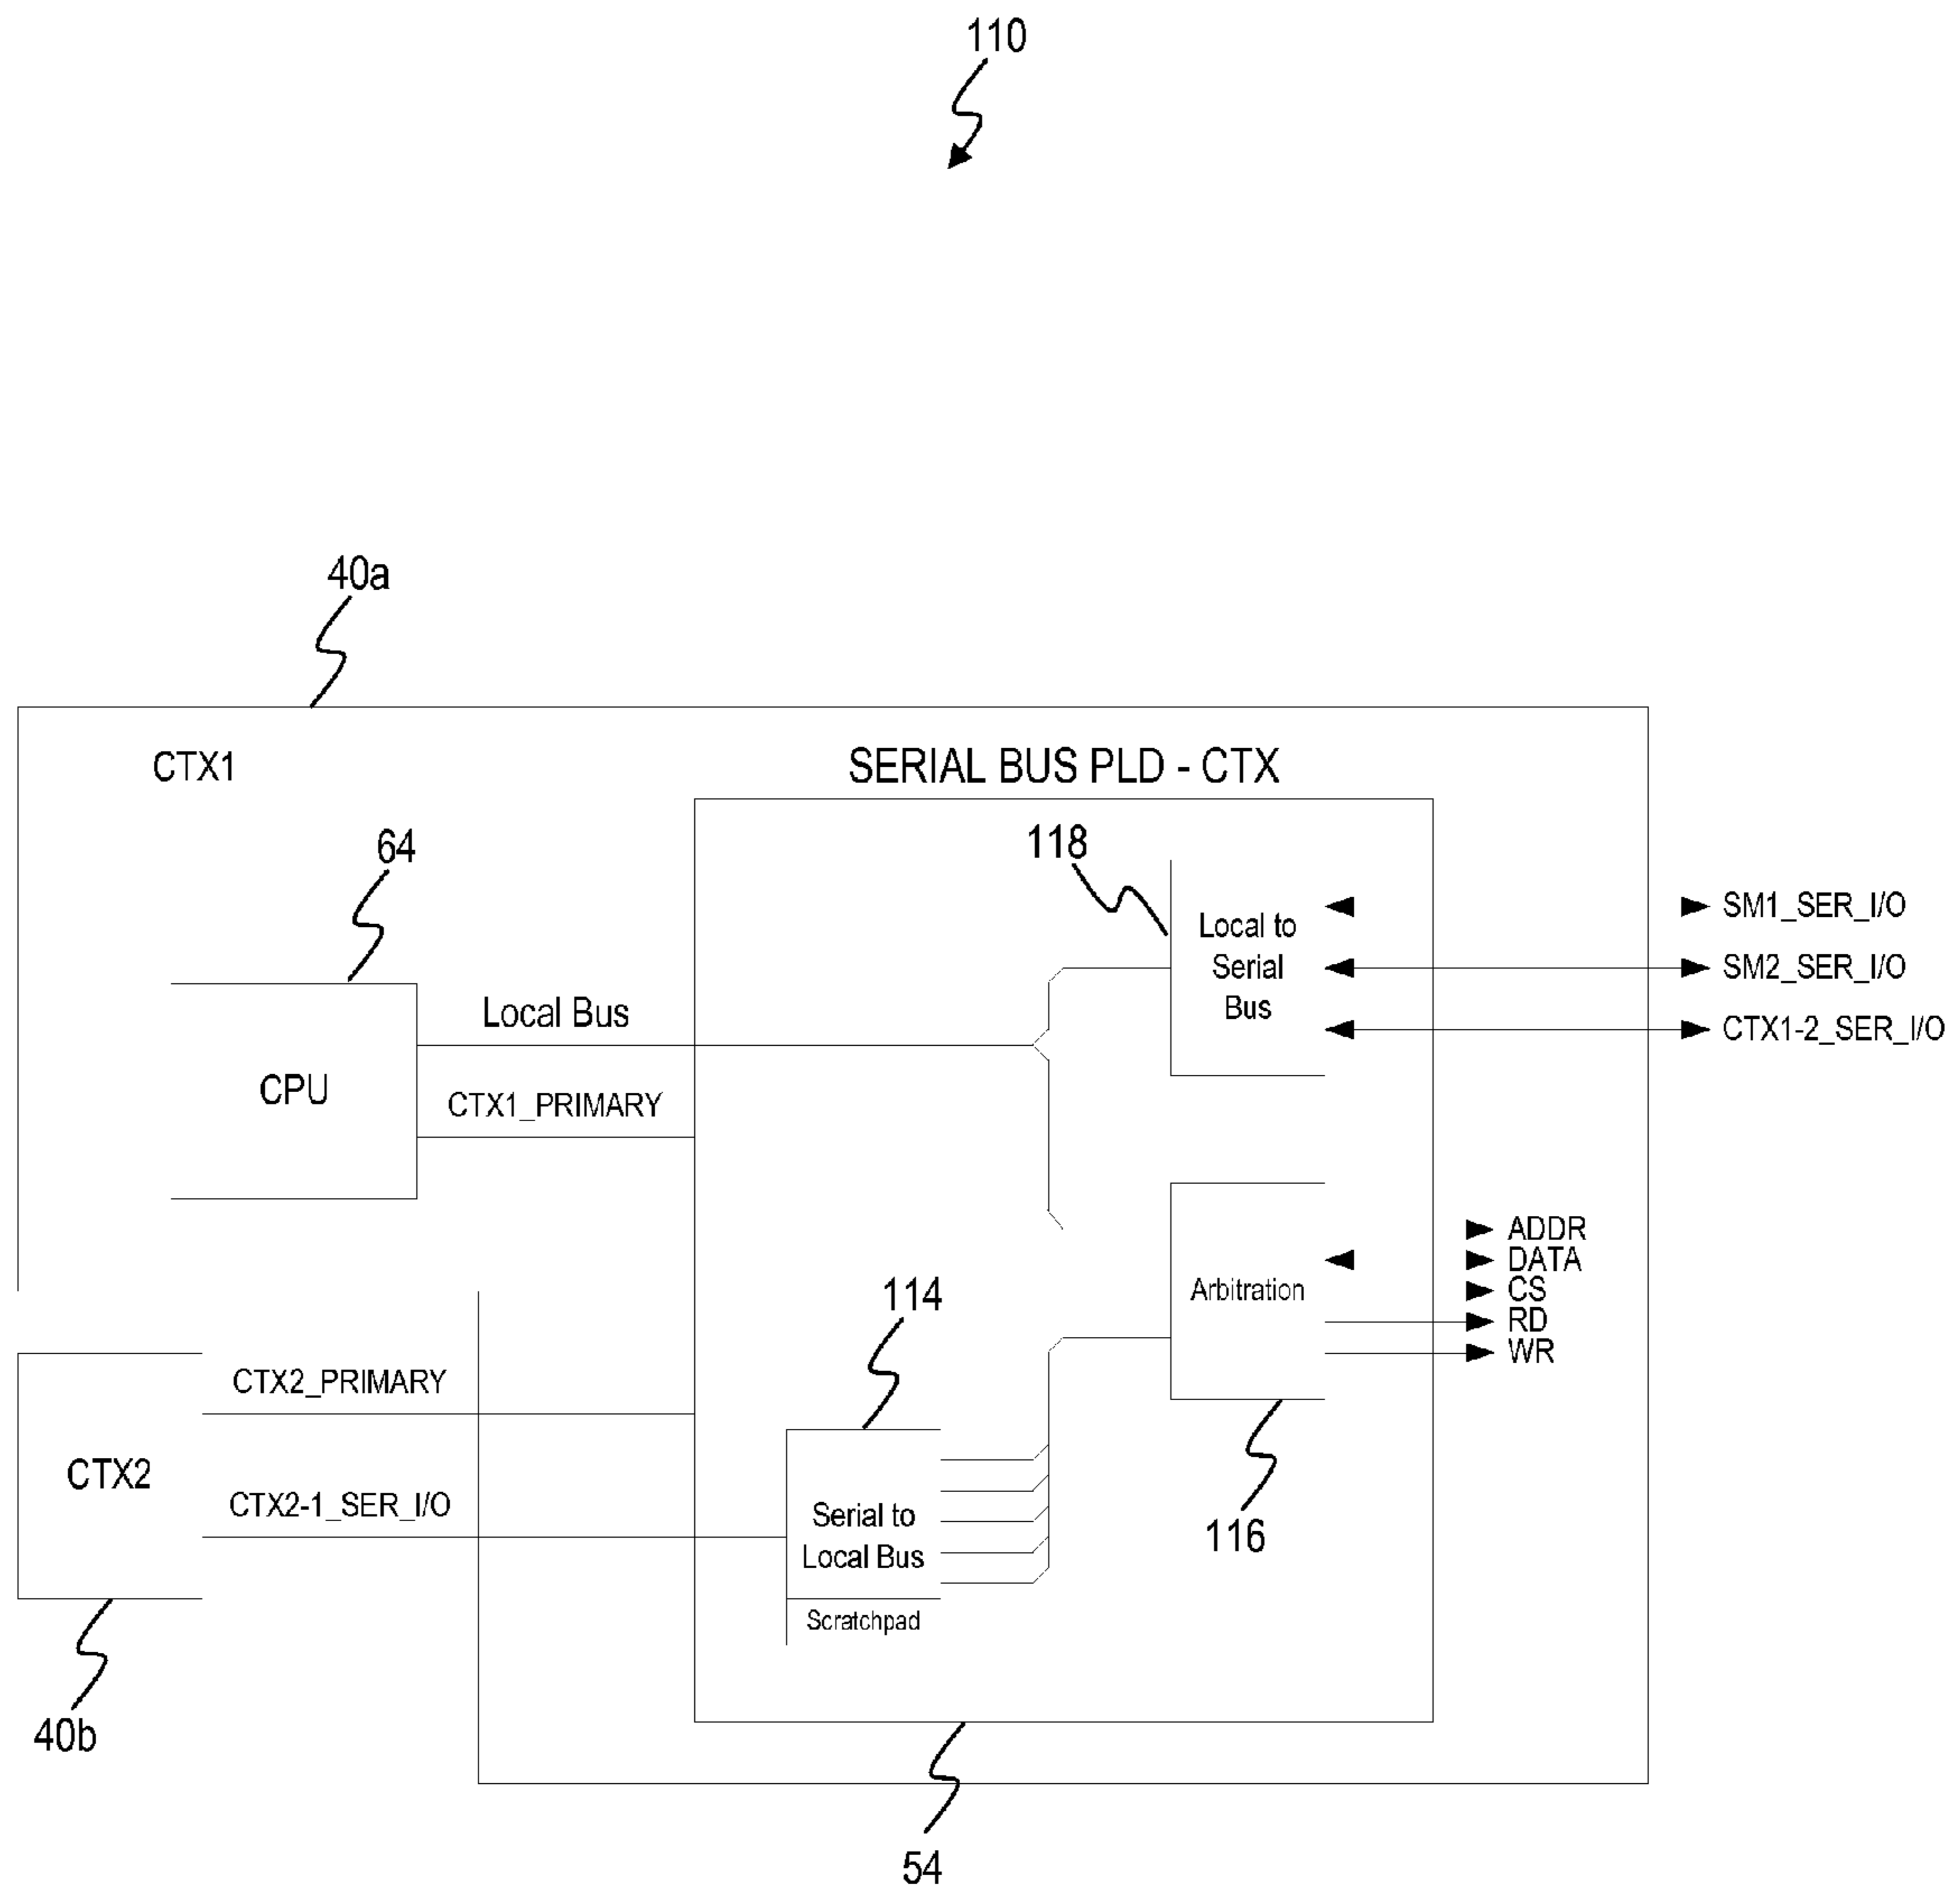 110
40a
CTX1
SERIAL BUS PLD - CTX
64
118
Local to
Serial
Bus
SM1_SER_I/O
SM2_SER_I/O
CTX1-2_SER_I/O
Local Bus
CPU
CTX1_PRIMARY
ADDR
DATA
CS
RD
WR
Arbitration
114
CTX2_PRIMARY
CTX2
CTX2-1_SER_I/O
Serial to
Local Bus
Scratchpad
116
40b
54